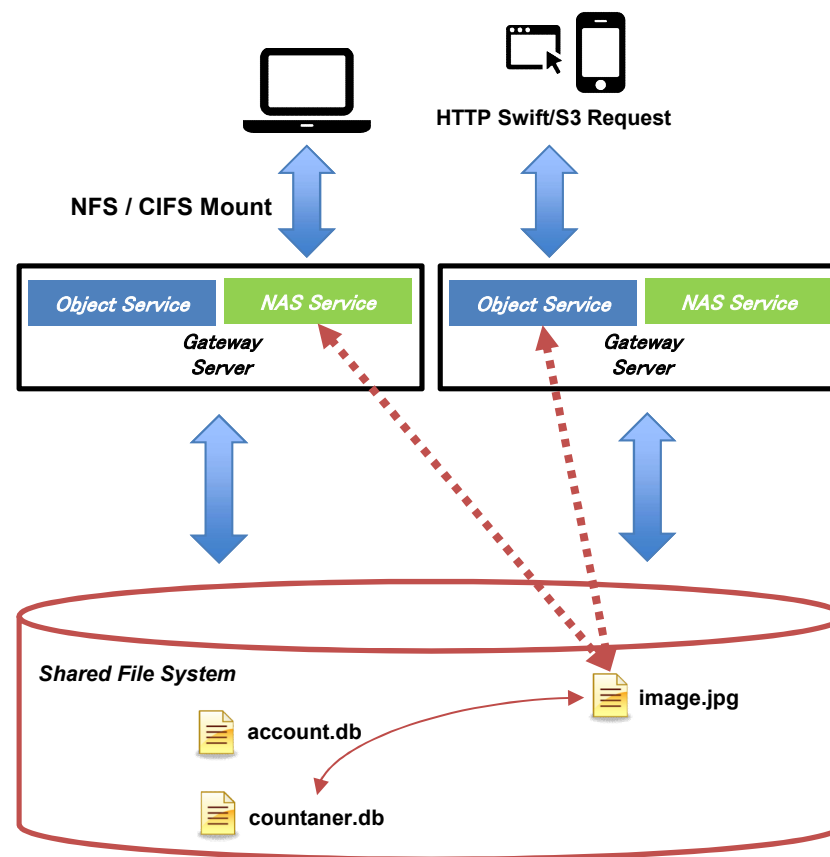 HTTP Swift/S3 Request
NFS / CIFS Mount
Object Service
NAS Service
Gateway
Server
Object Service
NAS Service
Gateway
Server
Shared File System
image.jpg
account.db
countaner.db